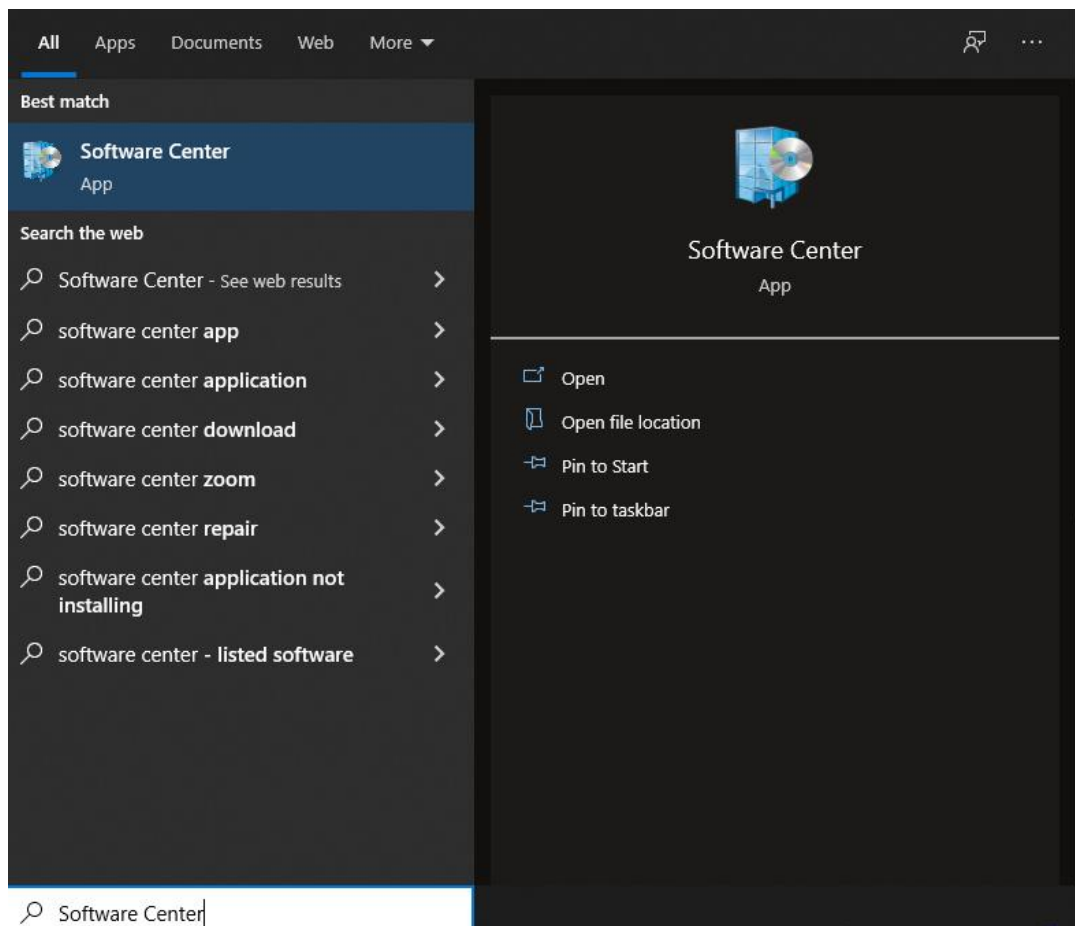 All Apps Documents Web More
Best match
Software Center
App
Search the web
Software Center - See web results
software center app
software center application
software center download
software center zoom
software center repair
software center application not
installing
software center - listed software
Software Center
Software Center
App
Open
Open file location
Pin to Start
Pin to taskbar